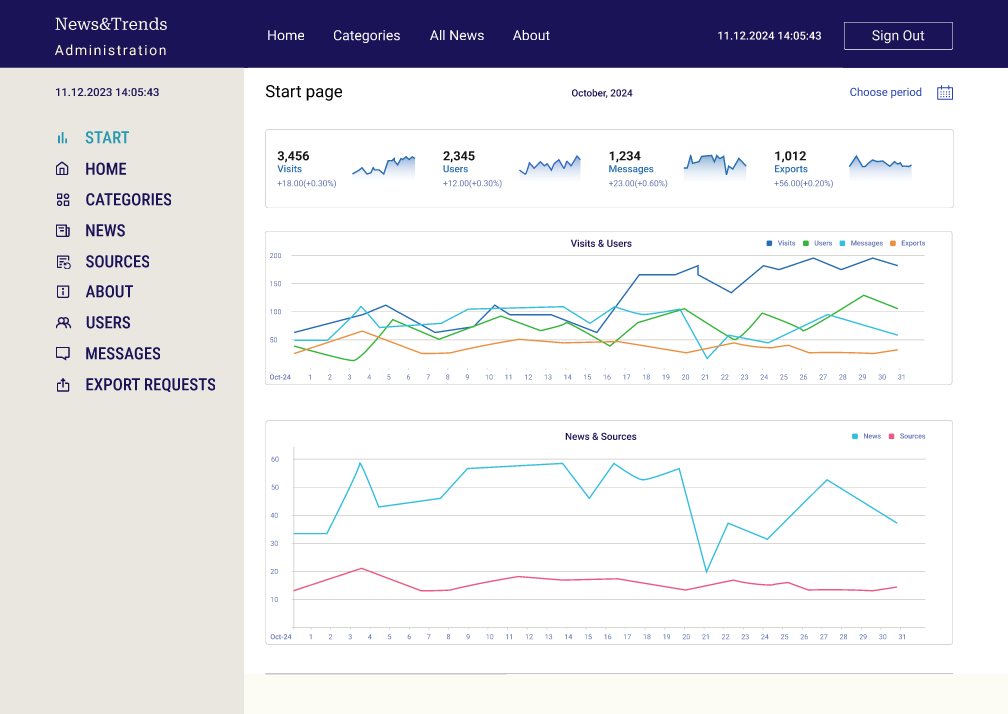 News&Trends
Administration
Home Categories All News About
11.12.2024 14:05:43
Sign Out
11.12.2023 14:05:43
START
HOME
CATEGORIES
NEWS
SOURCES
ABOUT
USERS
MESSAGES
EXPORT REQUESTS
Start page
October, 2024
Choose period
3,456
Visits
+18.00(+0.30%)
2,345
Users
+12.00(+0.30%)
1,234
Messages
+23.00(+0.60%)
1,012
Exports
+56.00(+0.20%)
Visits & Users
Visits Users Messages Exports
200
150
100
50
Oct-24 1 2 3 4 5 6 7 8 9 10 11 12 13 14 15 16 17 18 19 20 21 22 23 24 25 26 27 28 29 30 31
News & Sources
News Sources
60
50
40
30
20
10
Oct-24 1 2 3 4 5 6 7 8 9 10 11 12 13 14 15 16 17 18 19 20 21 22 23 24 25 26 27 28 29 30 31